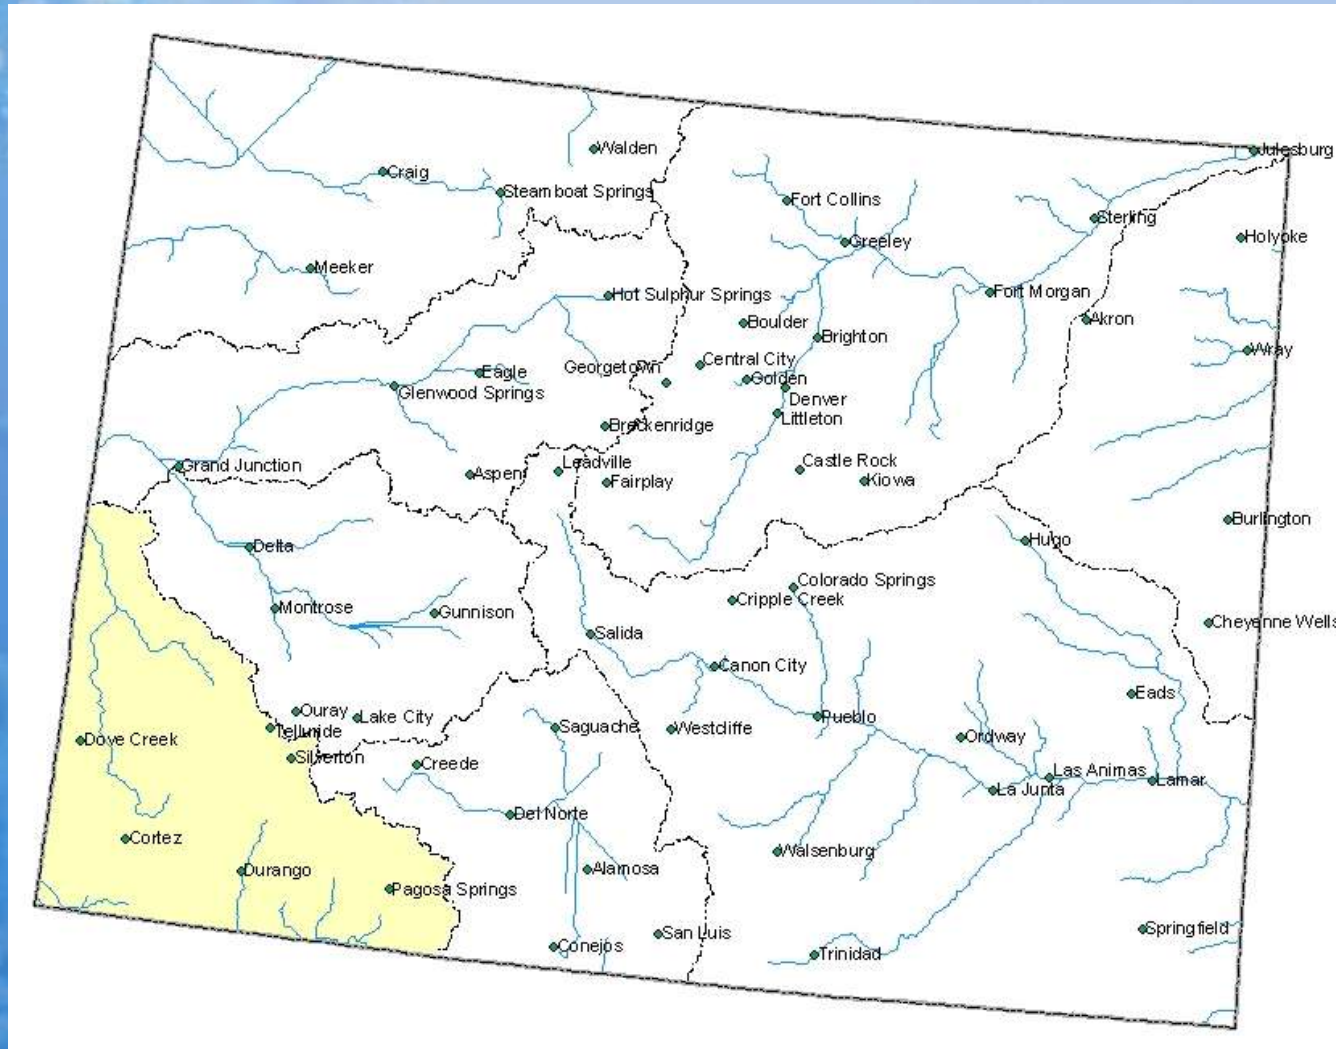 Julesburg
Walden
Craig
Steamboat Springs
Fort Collins
Sterling
Holyoke
Greeley
Meeker
Hot Sulphur Springs
Fort Morgan
Boulder
Akron
Brighton
Wray
Central City
Georgetown
Eagle
Golden
Glenwood Springs
Denver
Littleton
Breckenridge
Leadville
Castle Rock
Grand Junction
Aspen
Fairplay
Kiowa
Burlington
Hugo
Delta
Colorado Springs
Cripple Creek
Montrose
Gunnison
Cheyenne Wells
Salida
Canon City
Eads
Ouray
Lake City
Pueblo
Telluride
Saguache
Westcliffe
Ordway
Dove Creek
Silverton
Creede
Las Animas
Lamar
La Junta
Del Norte
Cortez
Walsenburg
Durango
Alamosa
Pagosa Springs
Springfield
San Luis
Conejos
Trinidad